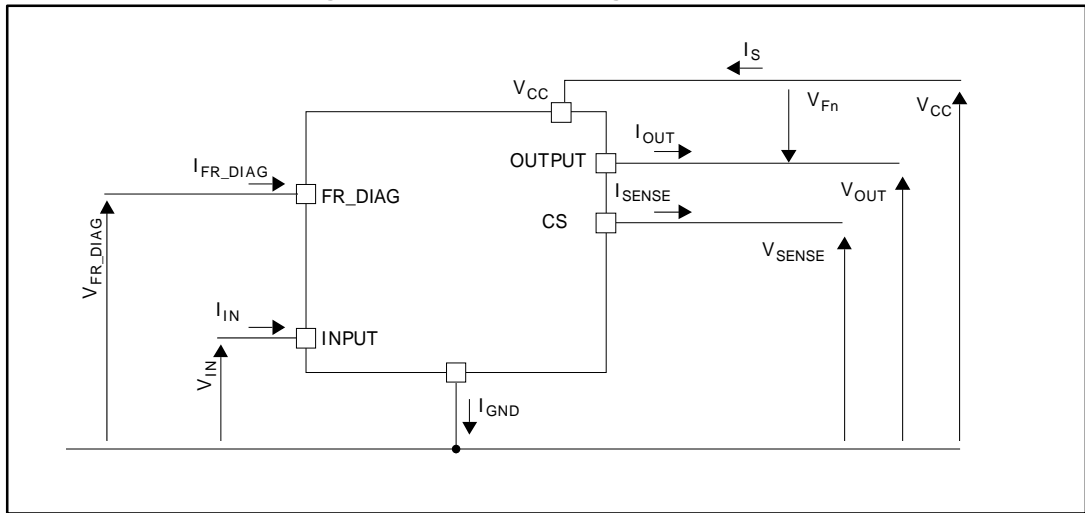 I_S
V_CC
V_Fn
V_CC
I_OUT
OUTPUT
I_FR_DIAG
FR_DIAG
I_SENSE
V_OUT
CS
V_SENSE
V_FR_DIAG
I_IN
INPUT
V_IN
I_GND